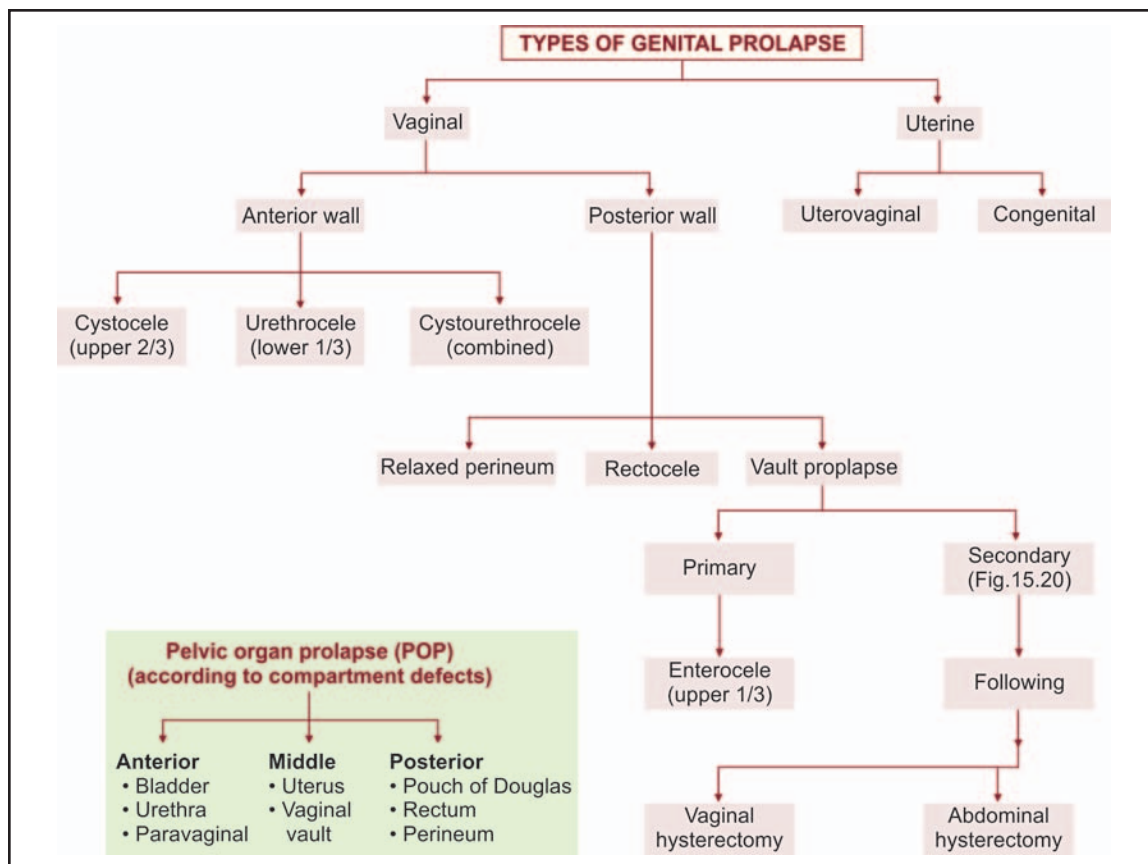 TYPES OF GENITAL PROLAPSE
Vaginal
Uterine
Anterior wall
Posterior wall
Uterovaginal
Congenital
Cystocele
(upper 2/3)
Urethrocele
(lower 1/3)
Cystourethrocele
(combined)
Relaxed perineum
Rectocele
Vault proplapse
Primary
Secondary
(Fig.15.20)
Enterocele
(upper 1/3)
Following
Vaginal
hysterectomy
Abdominal
hysterectomy
Pelvic organ prolapse (POP)
(according to compartment defects)
Anterior
• Bladder
• Urethra
• Paravaginal
Middle
• Uterus
• Vaginal
vault
Posterior
• Pouch of Douglas
• Rectum
• Perineum